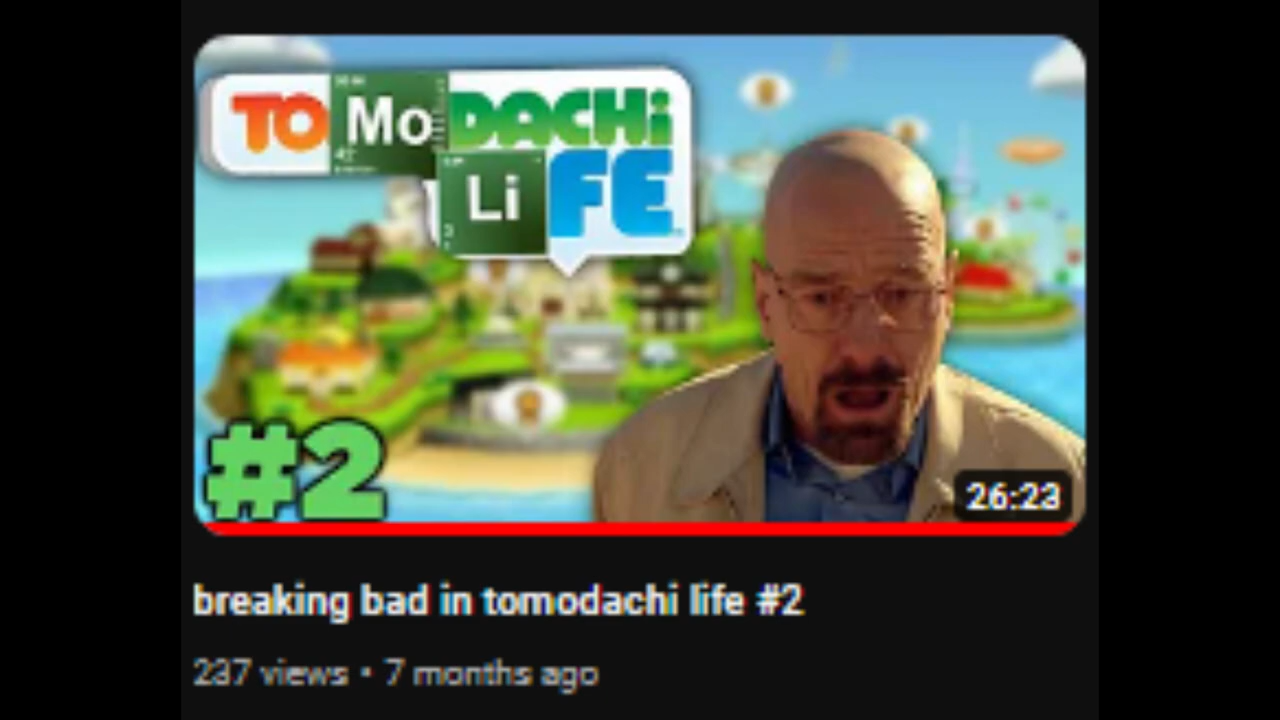 TOMoDACHi
LiFE
#2
26:23
breaking bad in tomodachi life #2
237 views • 7 months ago